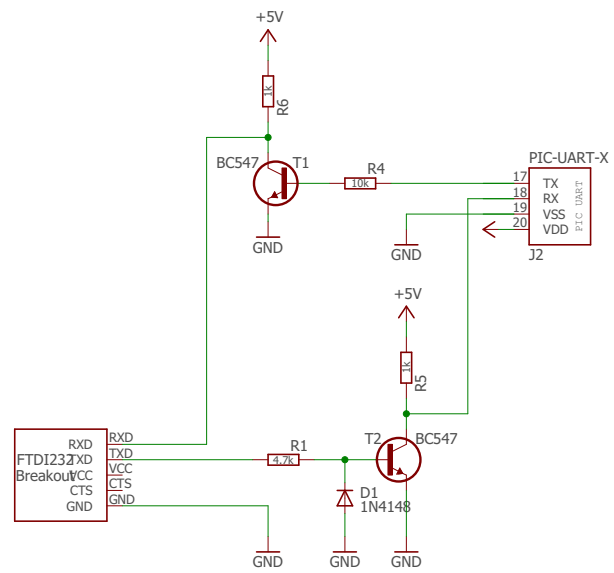 +5V
1k
R6
BC547
T1
R4
10k
PIC-UART-X
17
18
19
20
TX
RX
VSS
VDD
PIC UART
J2
GND
GND
+5V
1k
R5
T2
BC547
FTDI232
Breakout
RXD
TXD
VCC
CTS
GND
RXD
TXD
VCC
CTS
GND
R1
4.7k
D1
1N4148
GND
GND
GND